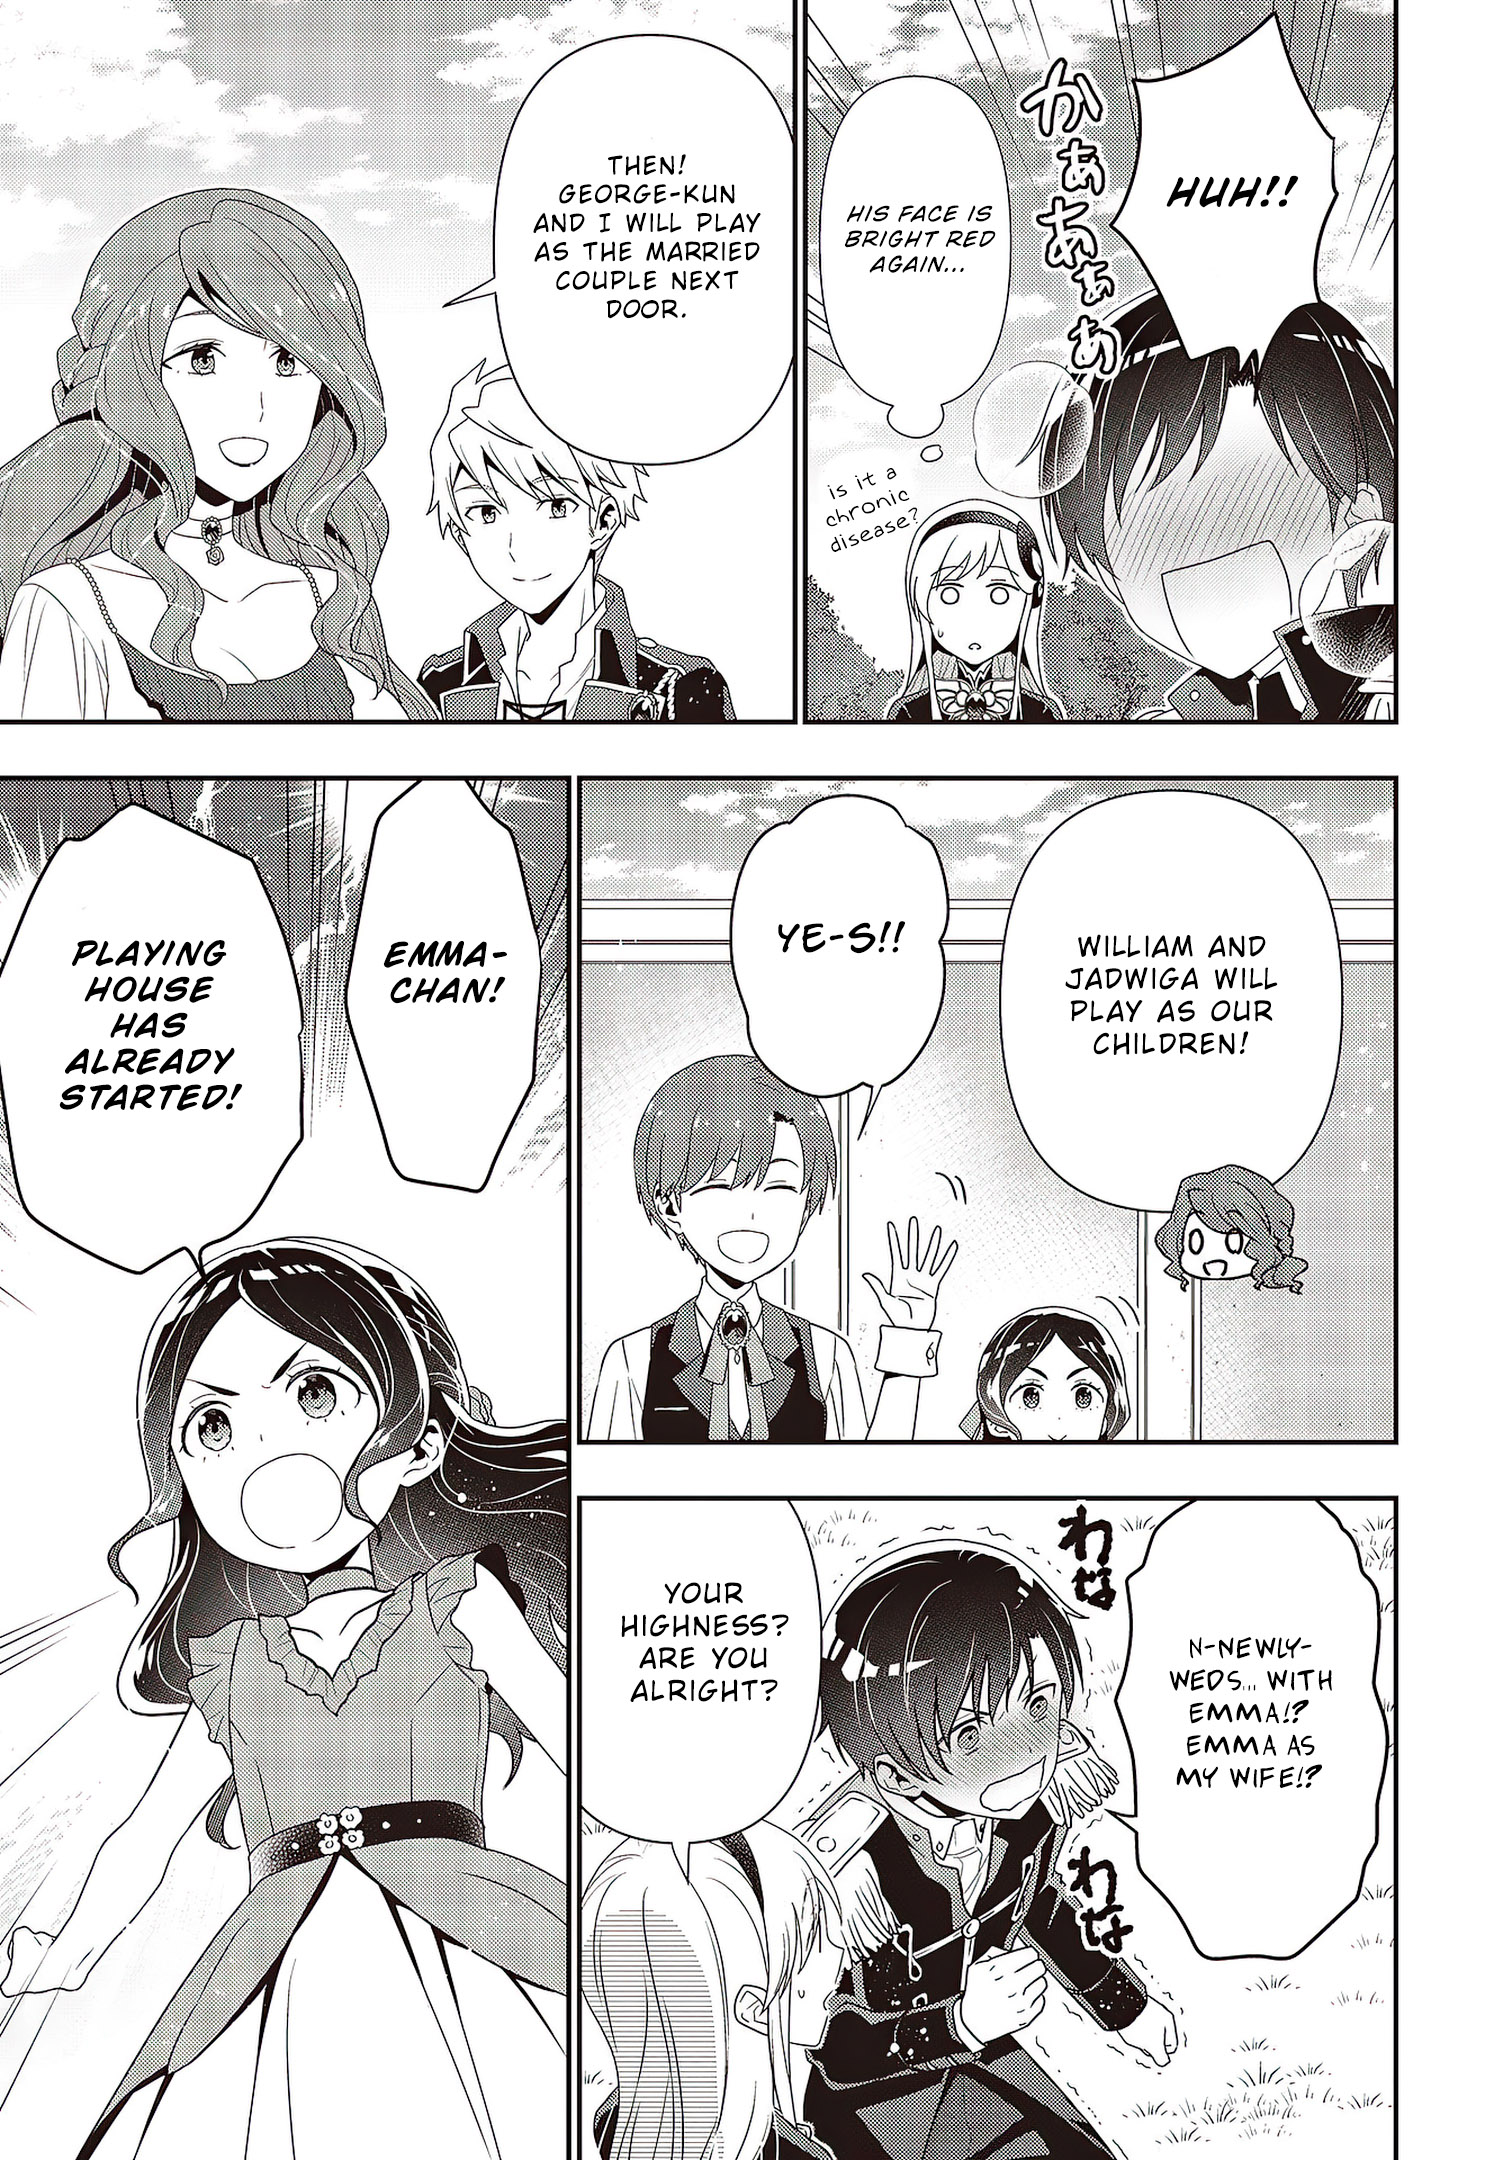 HUH!!
かぁあぁぁあ
HIS FACE IS
BRIGHT RED
AGAIN...
is it a
chronic
disease?
THEN!
GEORGE-KUN
AND I WILL PLAY
AS THE MARRIED
COUPLE NEXT
DOOR.
WILLIAM AND
JADWIGA WILL
PLAY AS OUR
CHILDREN!
YE-S!!
N-NEWLY-
WEDS... WITH
EMMA!?
EMMA AS
MY WIFE!?
わな
わな
YOUR
HIGHNESS?
ARE YOU
ALRIGHT?
EMMA-
CHAN!
PLAYING
HOUSE
HAS
ALREADY
STARTED!